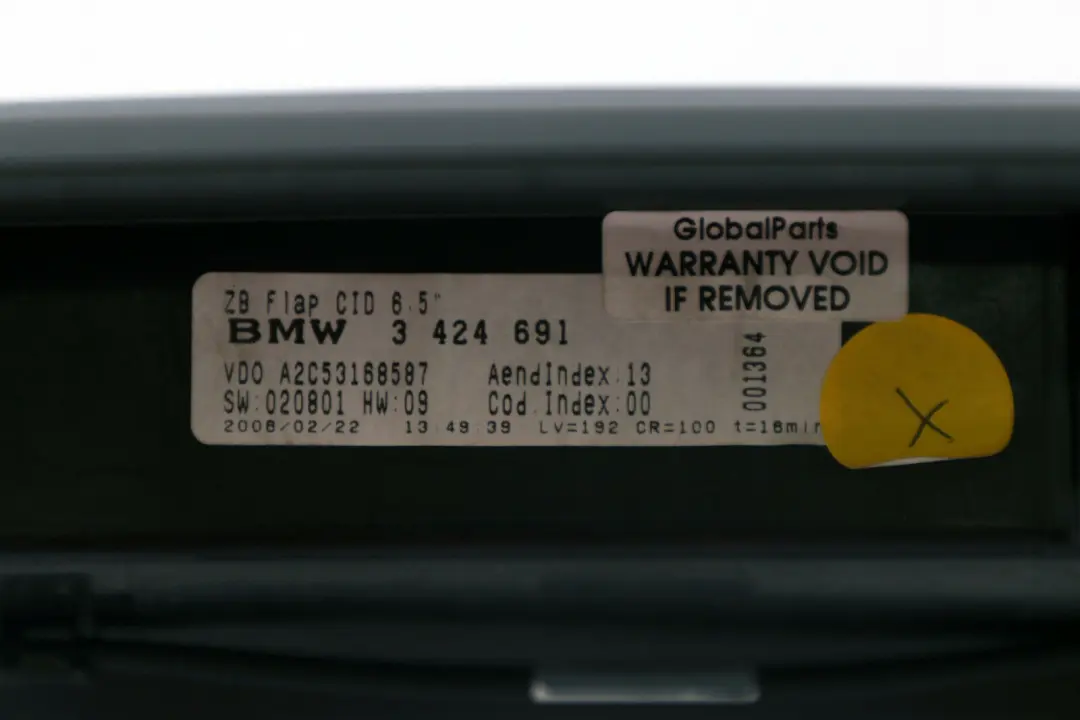 GlobalParts
WARRANTY VOID
IF REMOVED
ZB Flap CID 6.5"
BMW 3 424 691
VDO A2C53168587 AendIndex:13
SW:020801 HW:09 Cod.Index:00
2008/02/22 13:49:39 LV=192 CR=100 t=16min
001364
X